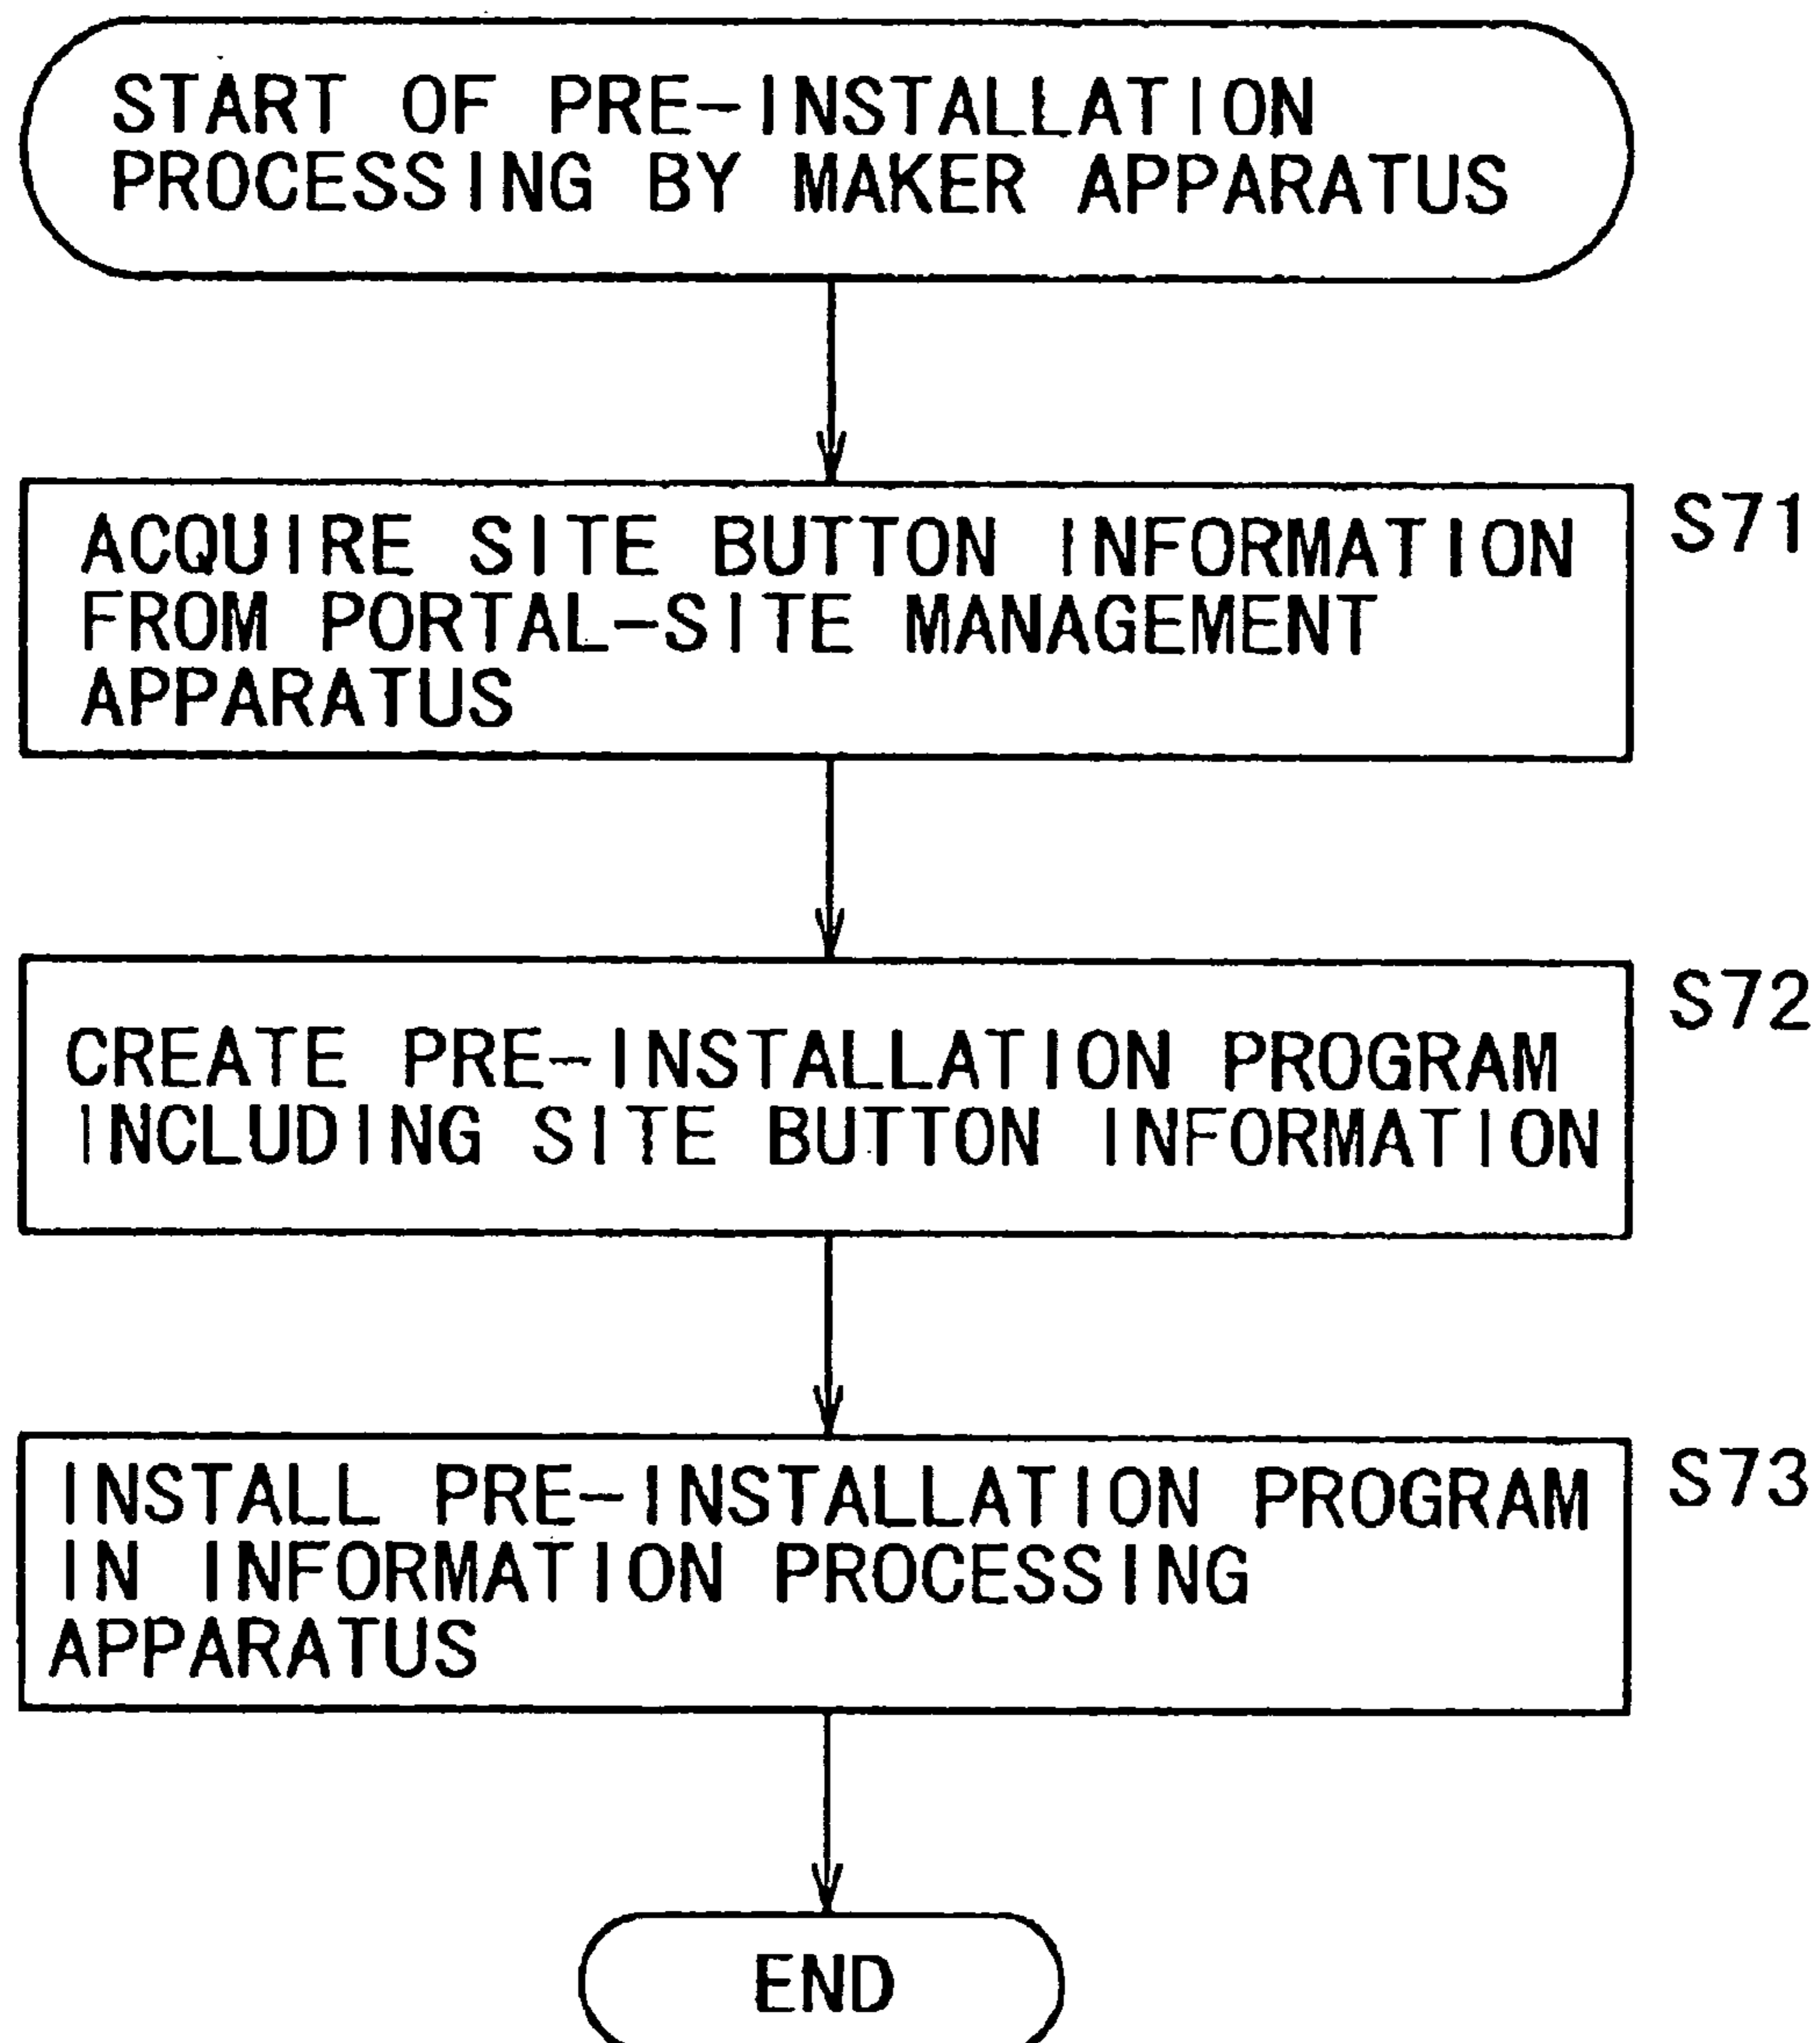 START OF PRE-INSTALLATION
PROCESSING BY MAKER APPARATUS
ACQUIRE SITE BUTTON INFORMATION
FROM PORTAL-SITE MANAGEMENT
APPARATUS
S71
CREATE PRE-INSTALLATION PROGRAM
INCLUDING SITE BUTTON INFORMATION
S72
INSTALL PRE-INSTALLATION PROGRAM
IN INFORMATION PROCESSING
APPARATUS
S73
END